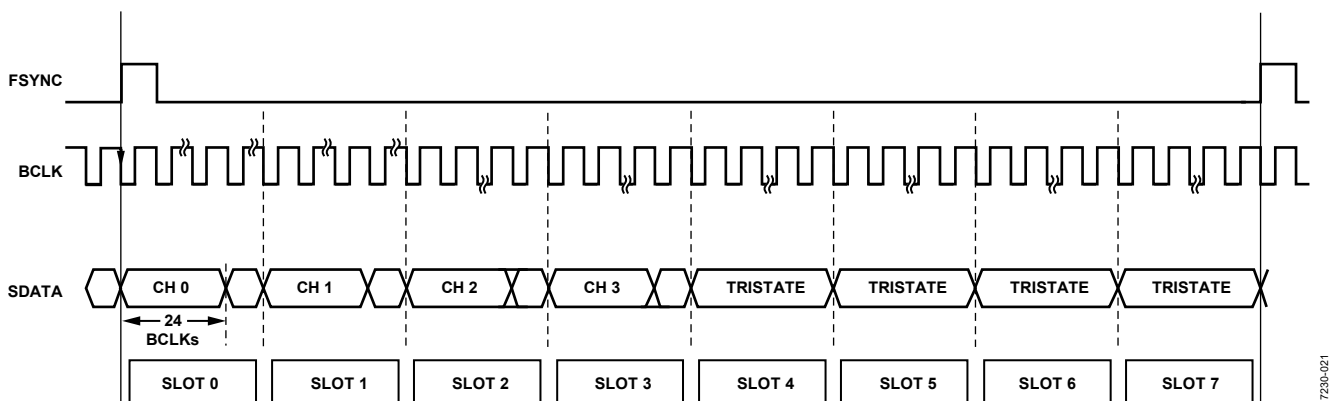 FSYNC
BCLK
SDATA
CH 0
CH 1
CH 2
CH 3
TRISTATE
TRISTATE
TRISTATE
TRISTATE
24
BCLKs
SLOT 0
SLOT 1
SLOT 2
SLOT 3
SLOT 4
SLOT 5
SLOT 6
SLOT 7
7230-021